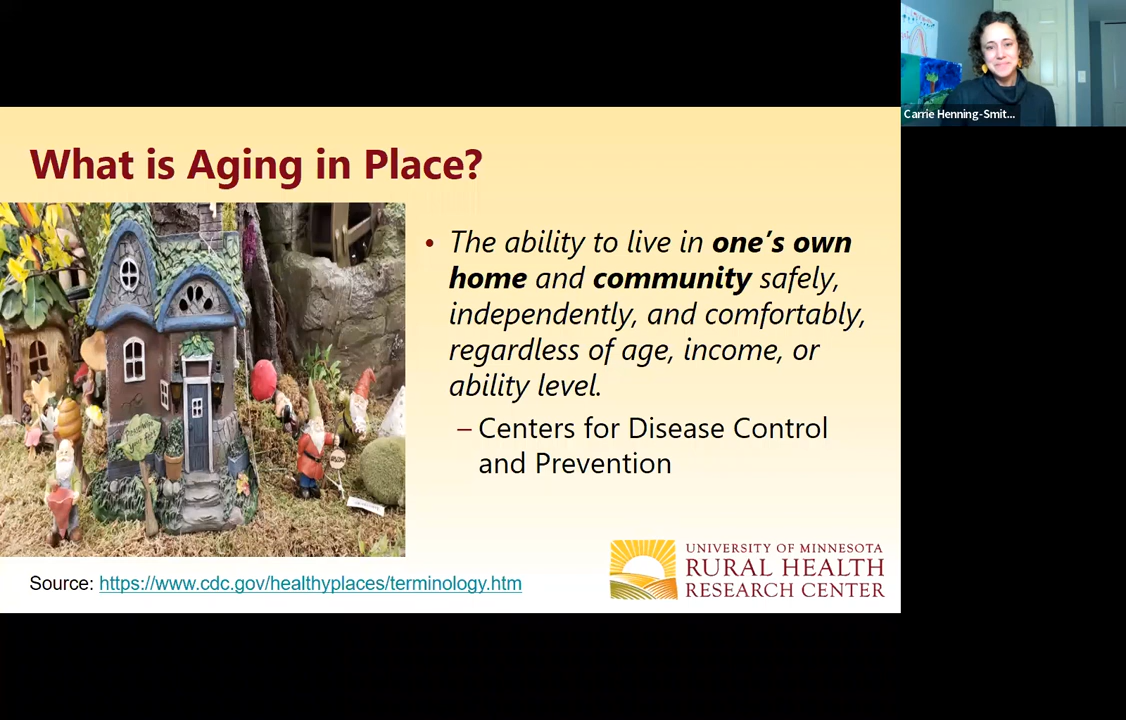 Carrie Henning-Smit...
What is Aging in Place?
• The ability to live in one's own
home and community safely,
independently, and comfortably,
regardless of age, income, or
ability level.
– Centers for Disease Control
and Prevention
Source: https://www.cdc.gov/healthyplaces/terminology.htm
UNIVERSITY OF MINNESOTA
RURAL HEALTH
RESEARCH CENTER